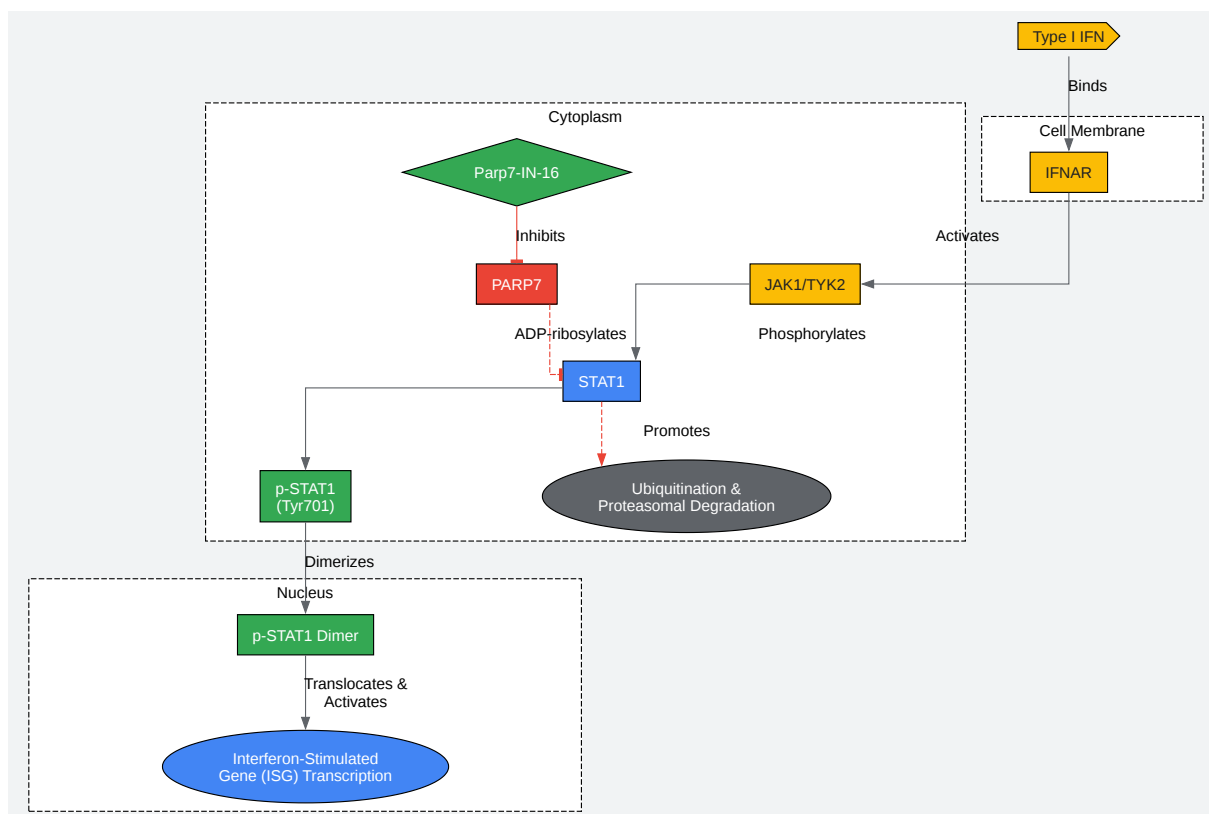 Type I IFN
Binds
Cytoplasm
Cell Membrane
Parp7-IN-16
IFNAR
Inhibits
Activates
PARP7
JAK1/TYK2
ADP-ribosylates
Phosphorylates
STAT1
Promotes
p-STAT1
(Tyr701)
Ubiquitination &
Proteasomal Degradation
Dimerizes
Nucleus
p-STAT1 Dimer
Translocates &
Activates
Interferon-Stimulated
Gene (ISG) Transcription